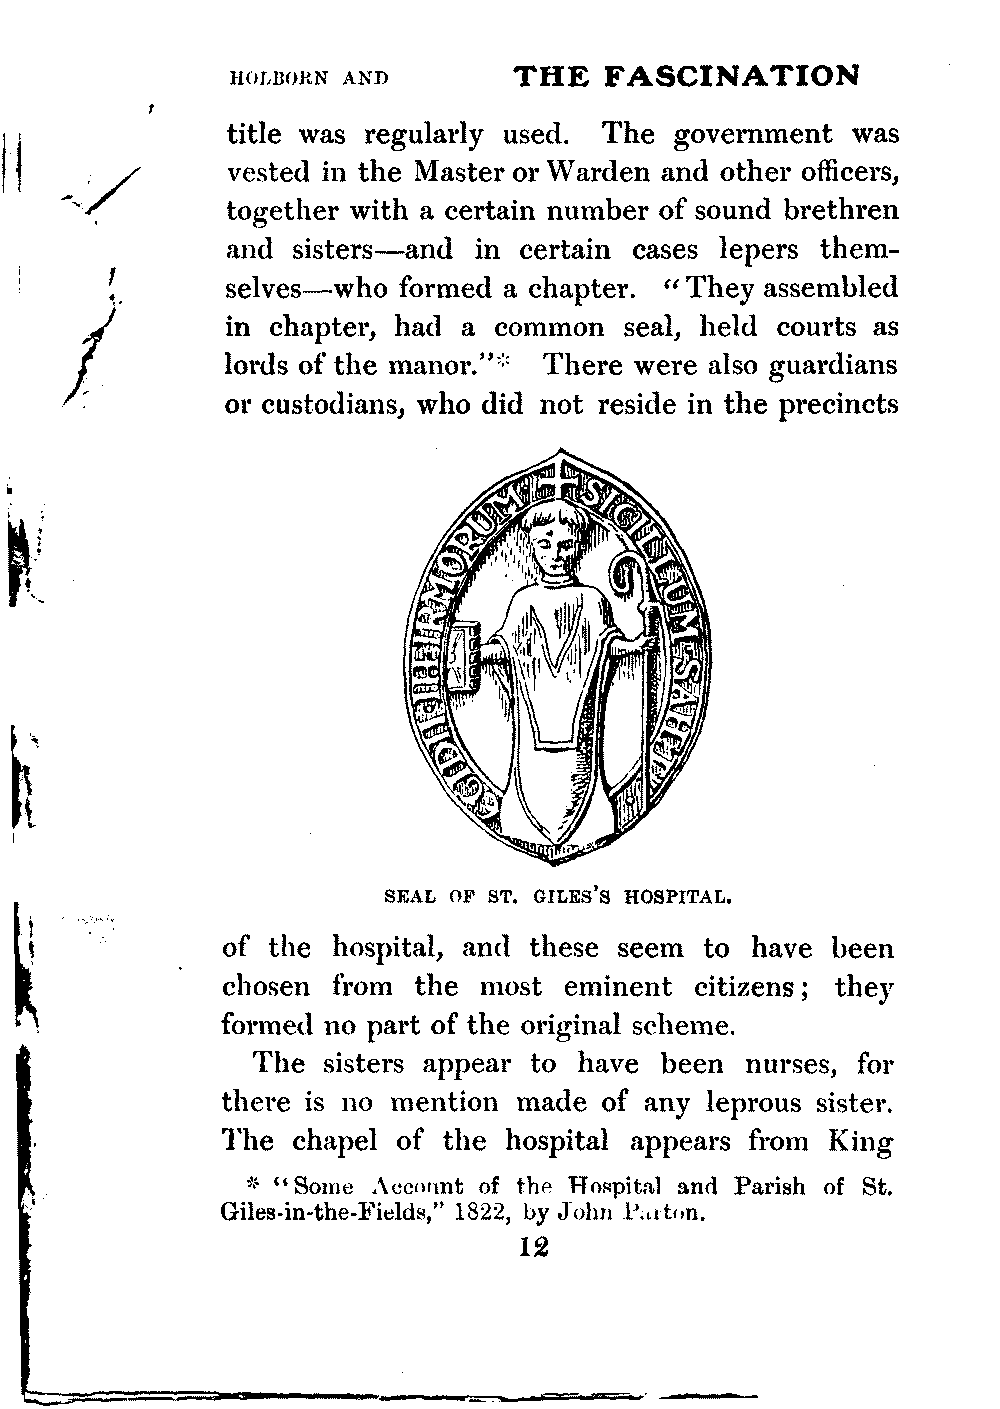 HOLBORN AND THE FASCINATION
title was regularly used. The government was
vested in the Master or Warden and other officers,
together with a certain number of sound brethren
and sisters—and in certain cases lepers them-
selves—who formed a chapter. “They assembled
in chapter, had a common seal, held courts as
lords of the manor.”* There were also guardians
or custodians, who did not reside in the precincts
SIGILLUM
SEAL OF ST. GILES'S HOSPITAL.
of the hospital, and these seem to have been
chosen from the most eminent citizens; they
formed no part of the original scheme.
The sisters appear to have been nurses, for
there is no mention made of any leprous sister.
The chapel of the hospital appears from King
* “Some Account of the Hospital and Parish of St.
Giles-in-the-Fields,” 1822, by John Parton.
12